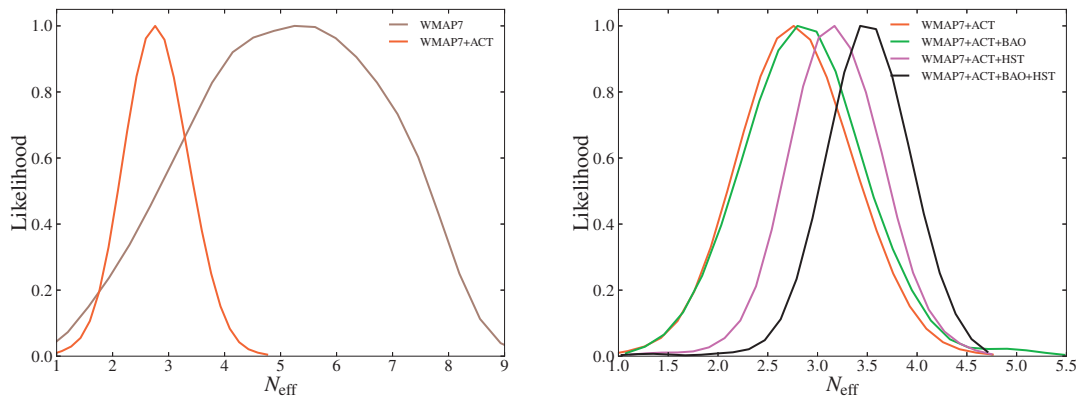 1.0
0.8
0.6
0.4
0.2
0.0
Likelihood
WMAP7
WMAP7+ACT
1 2 3 4 5 6 7 8 9
N_eff
1.0
0.8
0.6
0.4
0.2
0.0
Likelihood
WMAP7+ACT
WMAP7+ACT+BAO
WMAP7+ACT+HST
WMAP7+ACT+BAO+HST
1.0 1.5 2.0 2.5 3.0 3.5 4.0 4.5 5.0 5.5
N_eff